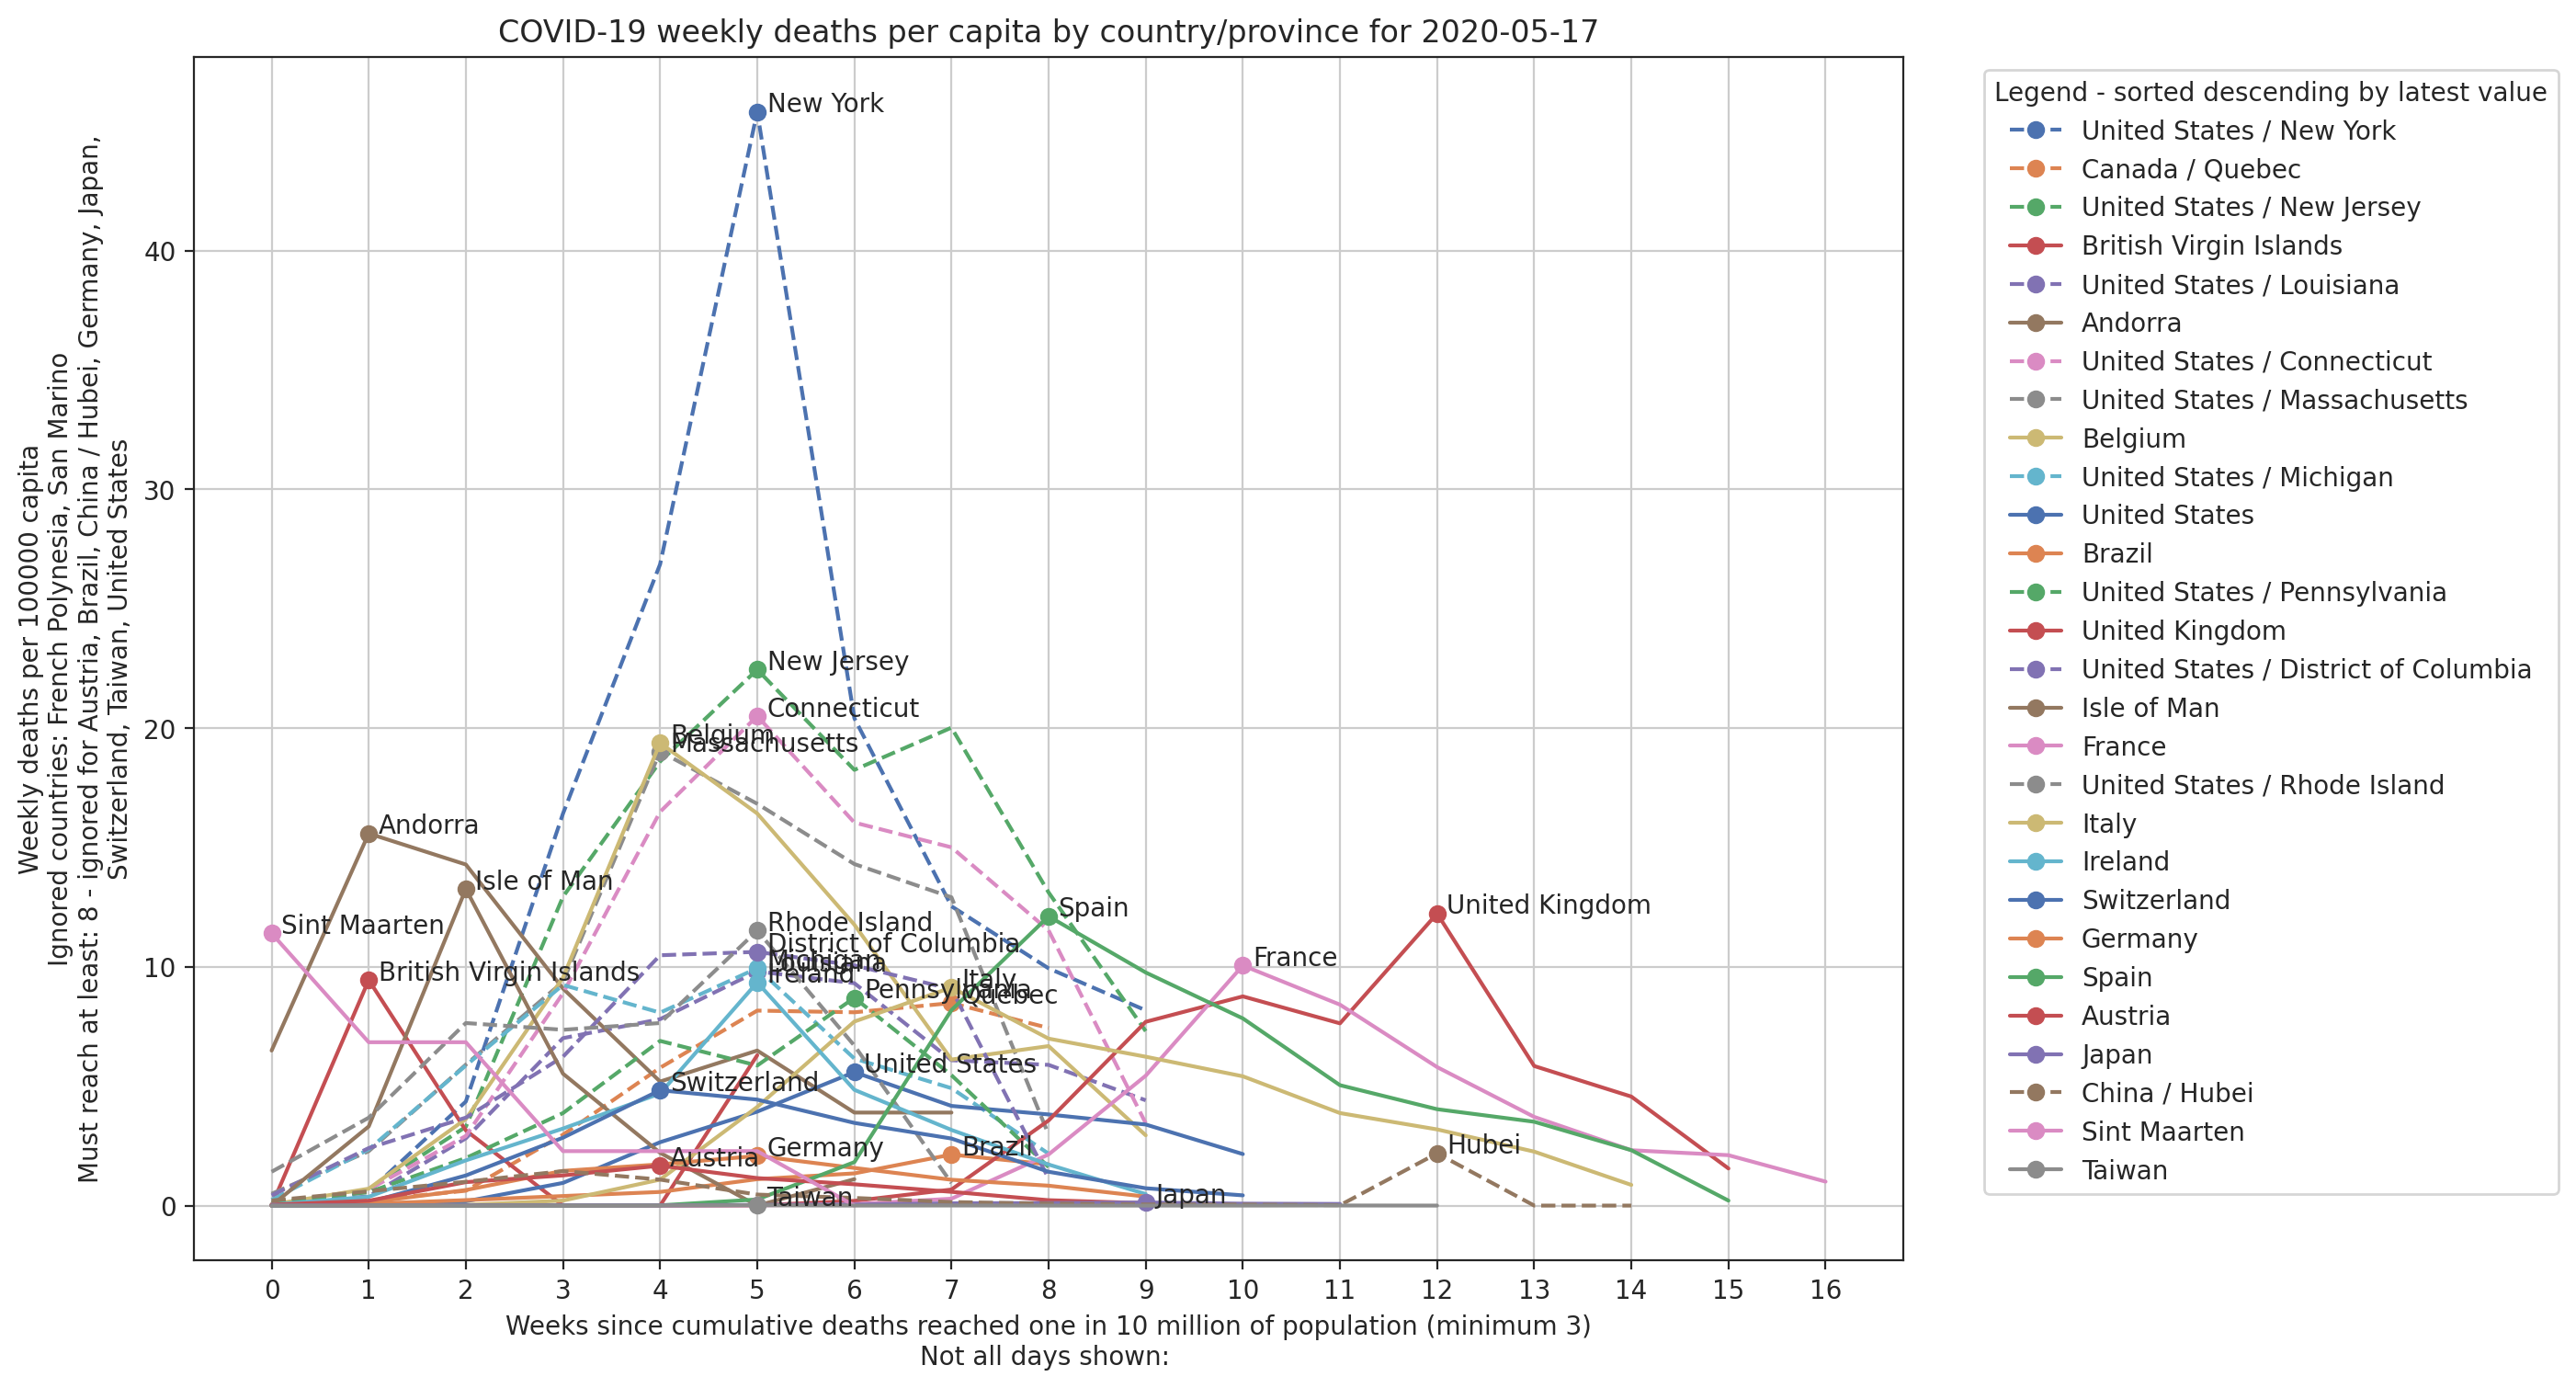 COVID-19 weekly deaths per capita by country/province for 2020-05-17
Weekly deaths per 100000 capita
Ignored countries: French Polynesia, San Marino
Must reach at least: 8 - ignored for Austria, Brazil, China / Hubei, Germany, Japan,
Switzerland, Taiwan, United States
40
30
20
10
0
New York
New Jersey
Connecticut
Belgium
Massachusetts
Andorra
Isle of Man
Sint Maarten
British Virgin Islands
Rhode Island
District of Columbia
Michigan
Louisiana
Ireland
Pennsylvania
Italy
Quebec
Spain
France
United Kingdom
United States
Switzerland
Germany
Austria
Brazil
Hubei
Taiwan
Japan
0 1 2 3 4 5 6 7 8 9 10 11 12 13 14 15 16
Weeks since cumulative deaths reached one in 10 million of population (minimum 3)
Not all days shown:
Legend - sorted descending by latest value
United States / New York
Canada / Quebec
United States / New Jersey
British Virgin Islands
United States / Louisiana
Andorra
United States / Connecticut
United States / Massachusetts
Belgium
United States / Michigan
United States
Brazil
United States / Pennsylvania
United Kingdom
United States / District of Columbia
Isle of Man
France
United States / Rhode Island
Italy
Ireland
Switzerland
Germany
Spain
Austria
Japan
China / Hubei
Sint Maarten
Taiwan